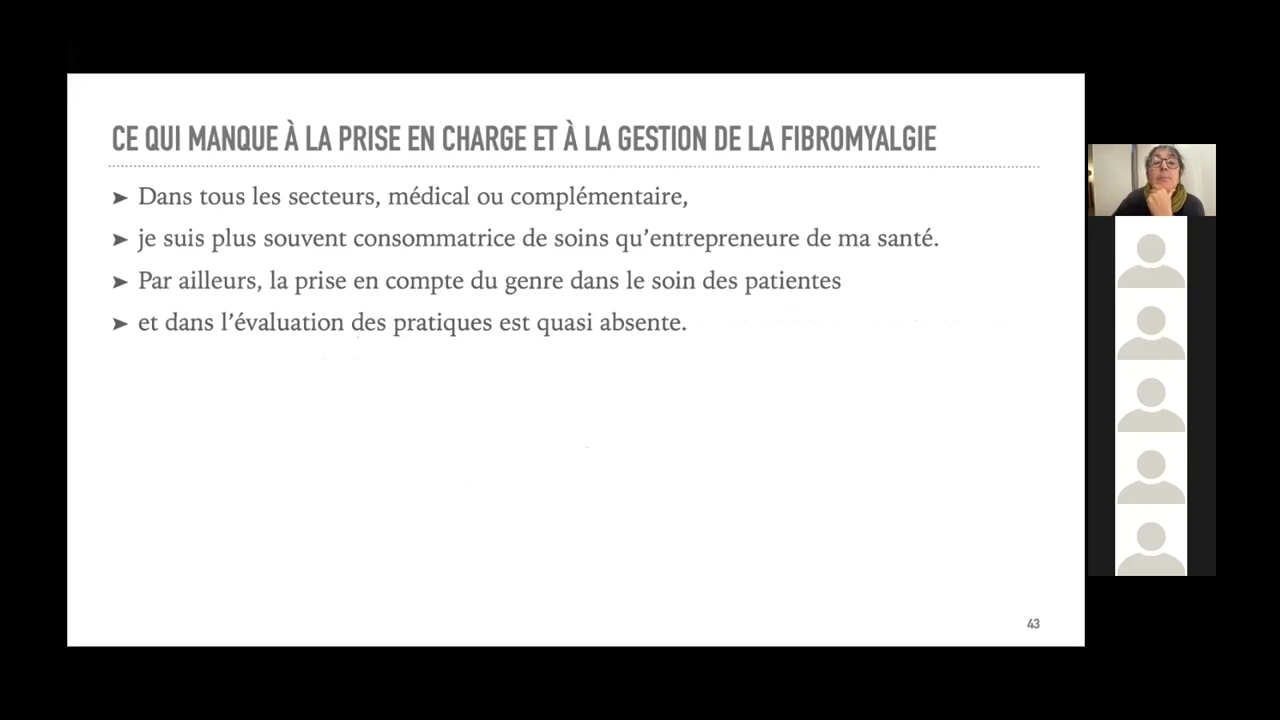 CE QUI MANQUE À LA PRISE EN CHARGE ET À LA GESTION DE LA FIBROMYALGIE
➤ Dans tous les secteurs, médical ou complémentaire,
➤ je suis plus souvent consommatrice de soins qu’entrepreneure de ma santé.
➤ Par ailleurs, la prise en compte du genre dans le soin des patientes
➤ et dans l’évaluation des pratiques est quasi absente.
43